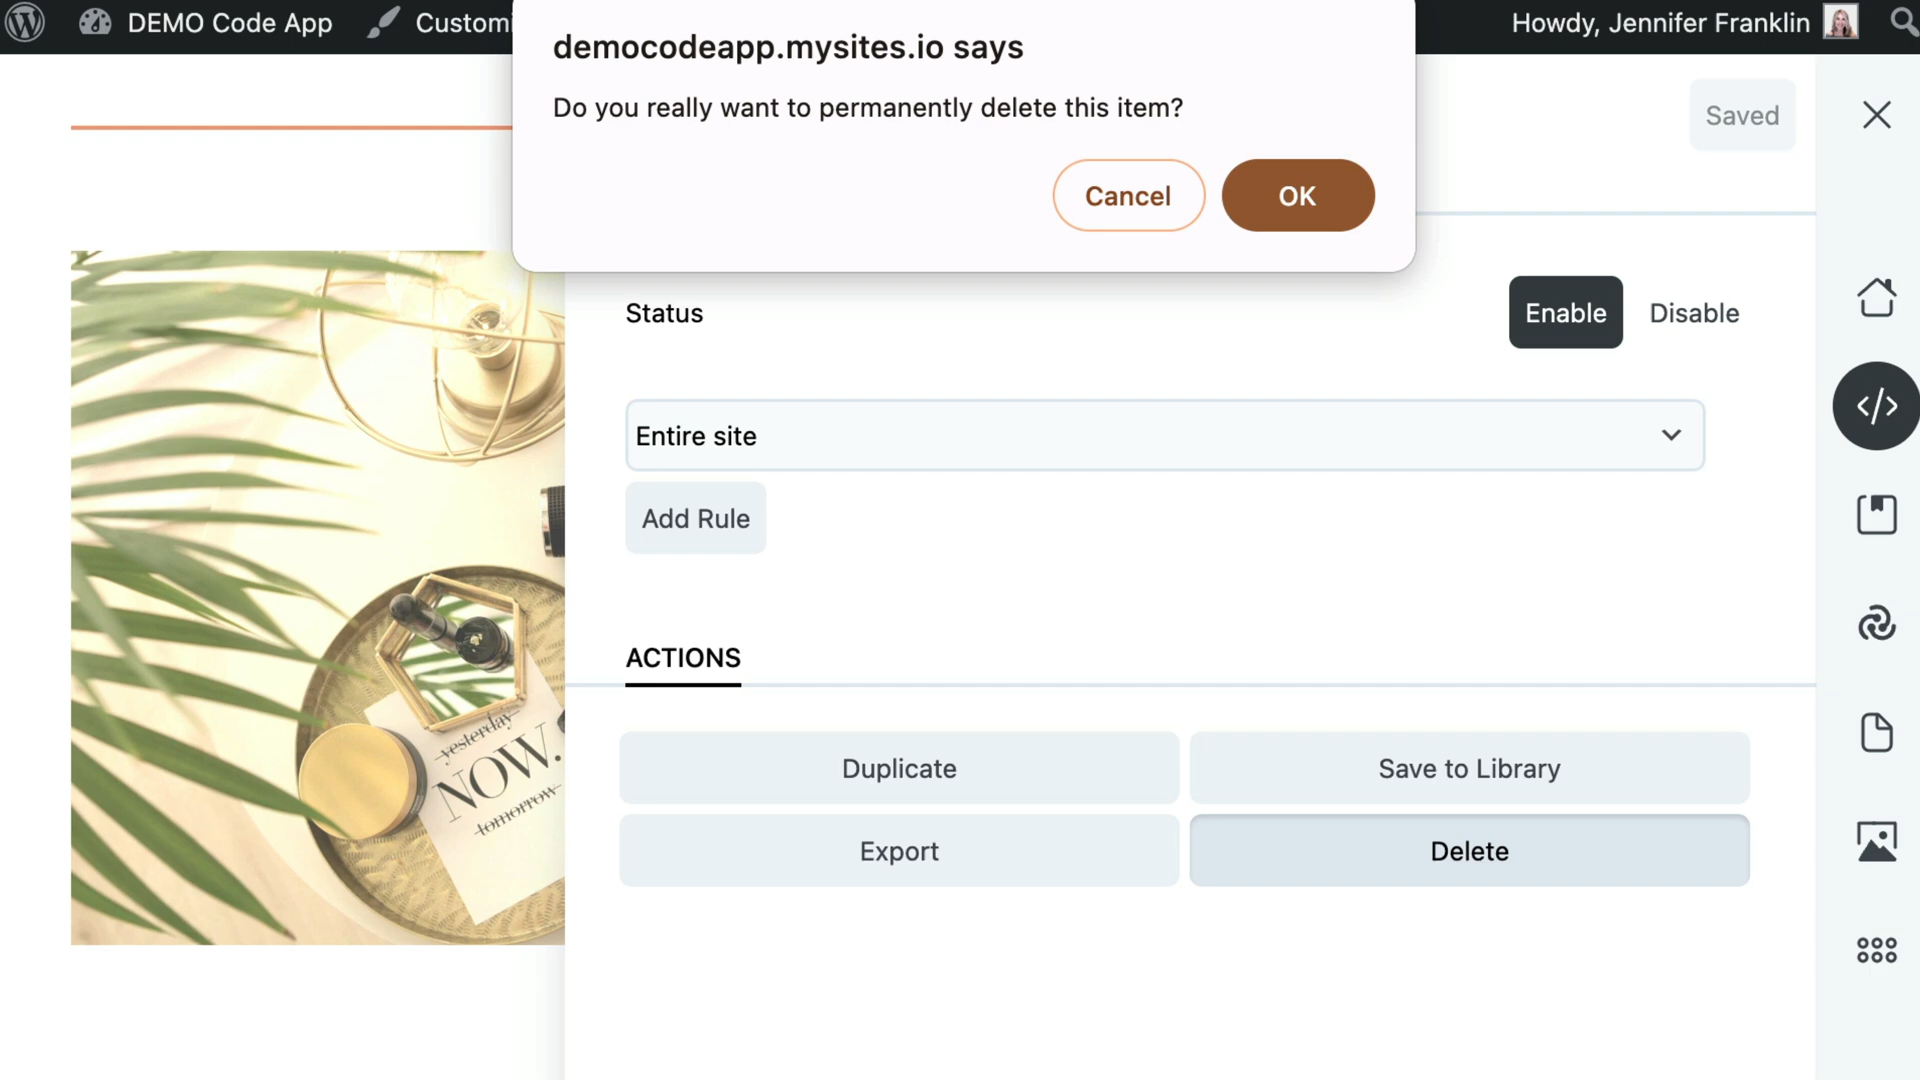 DEMO Code App
Customi
Howdy, Jennifer Franklin
democodeapp.mysites.io says
Do you really want to permanently delete this item?
Cancel
OK
Saved
Status
Enable
Disable
Entire site
Add Rule
ACTIONS
Duplicate
Save to Library
Export
Delete
yesterday
NOW.
tomorrow